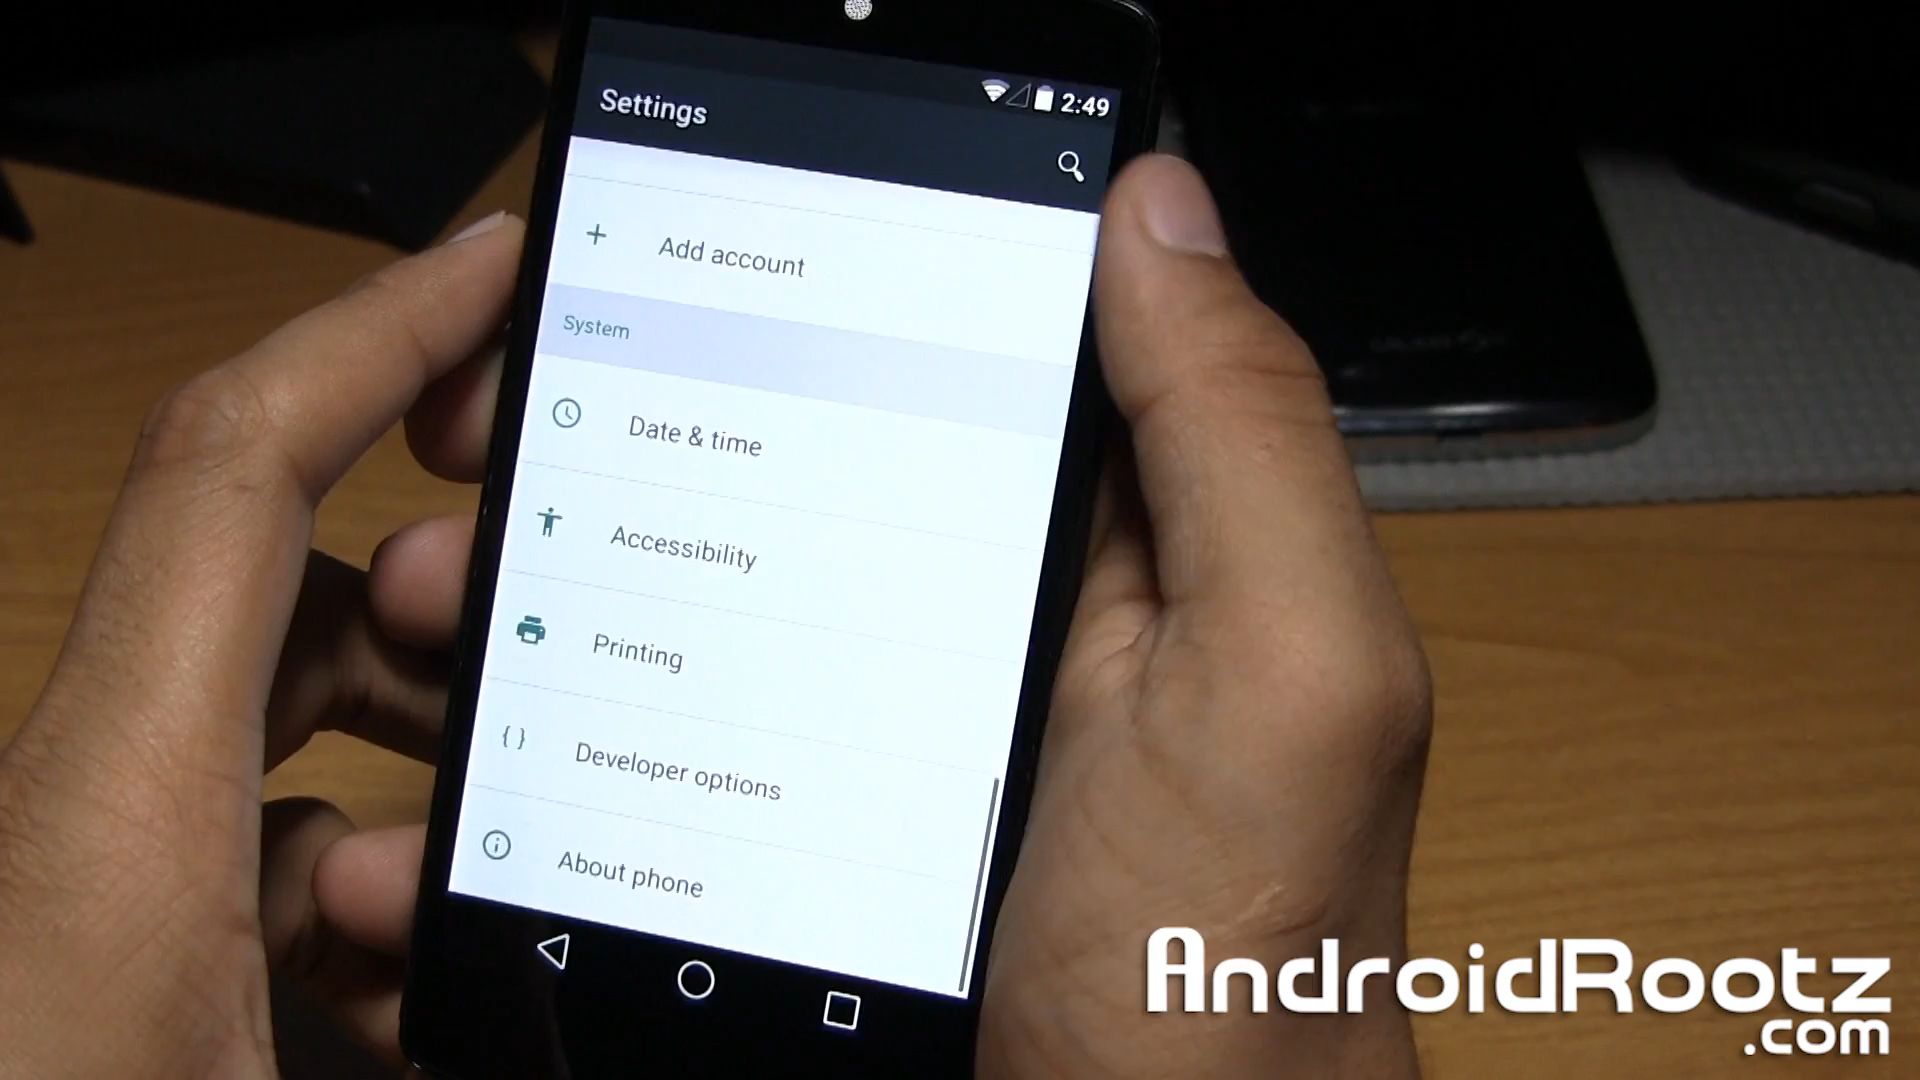 2:49
Settings
Add account
System
Date & time
Accessibility
Printing
{ } Developer options
About phone
AndroidRootz
.com